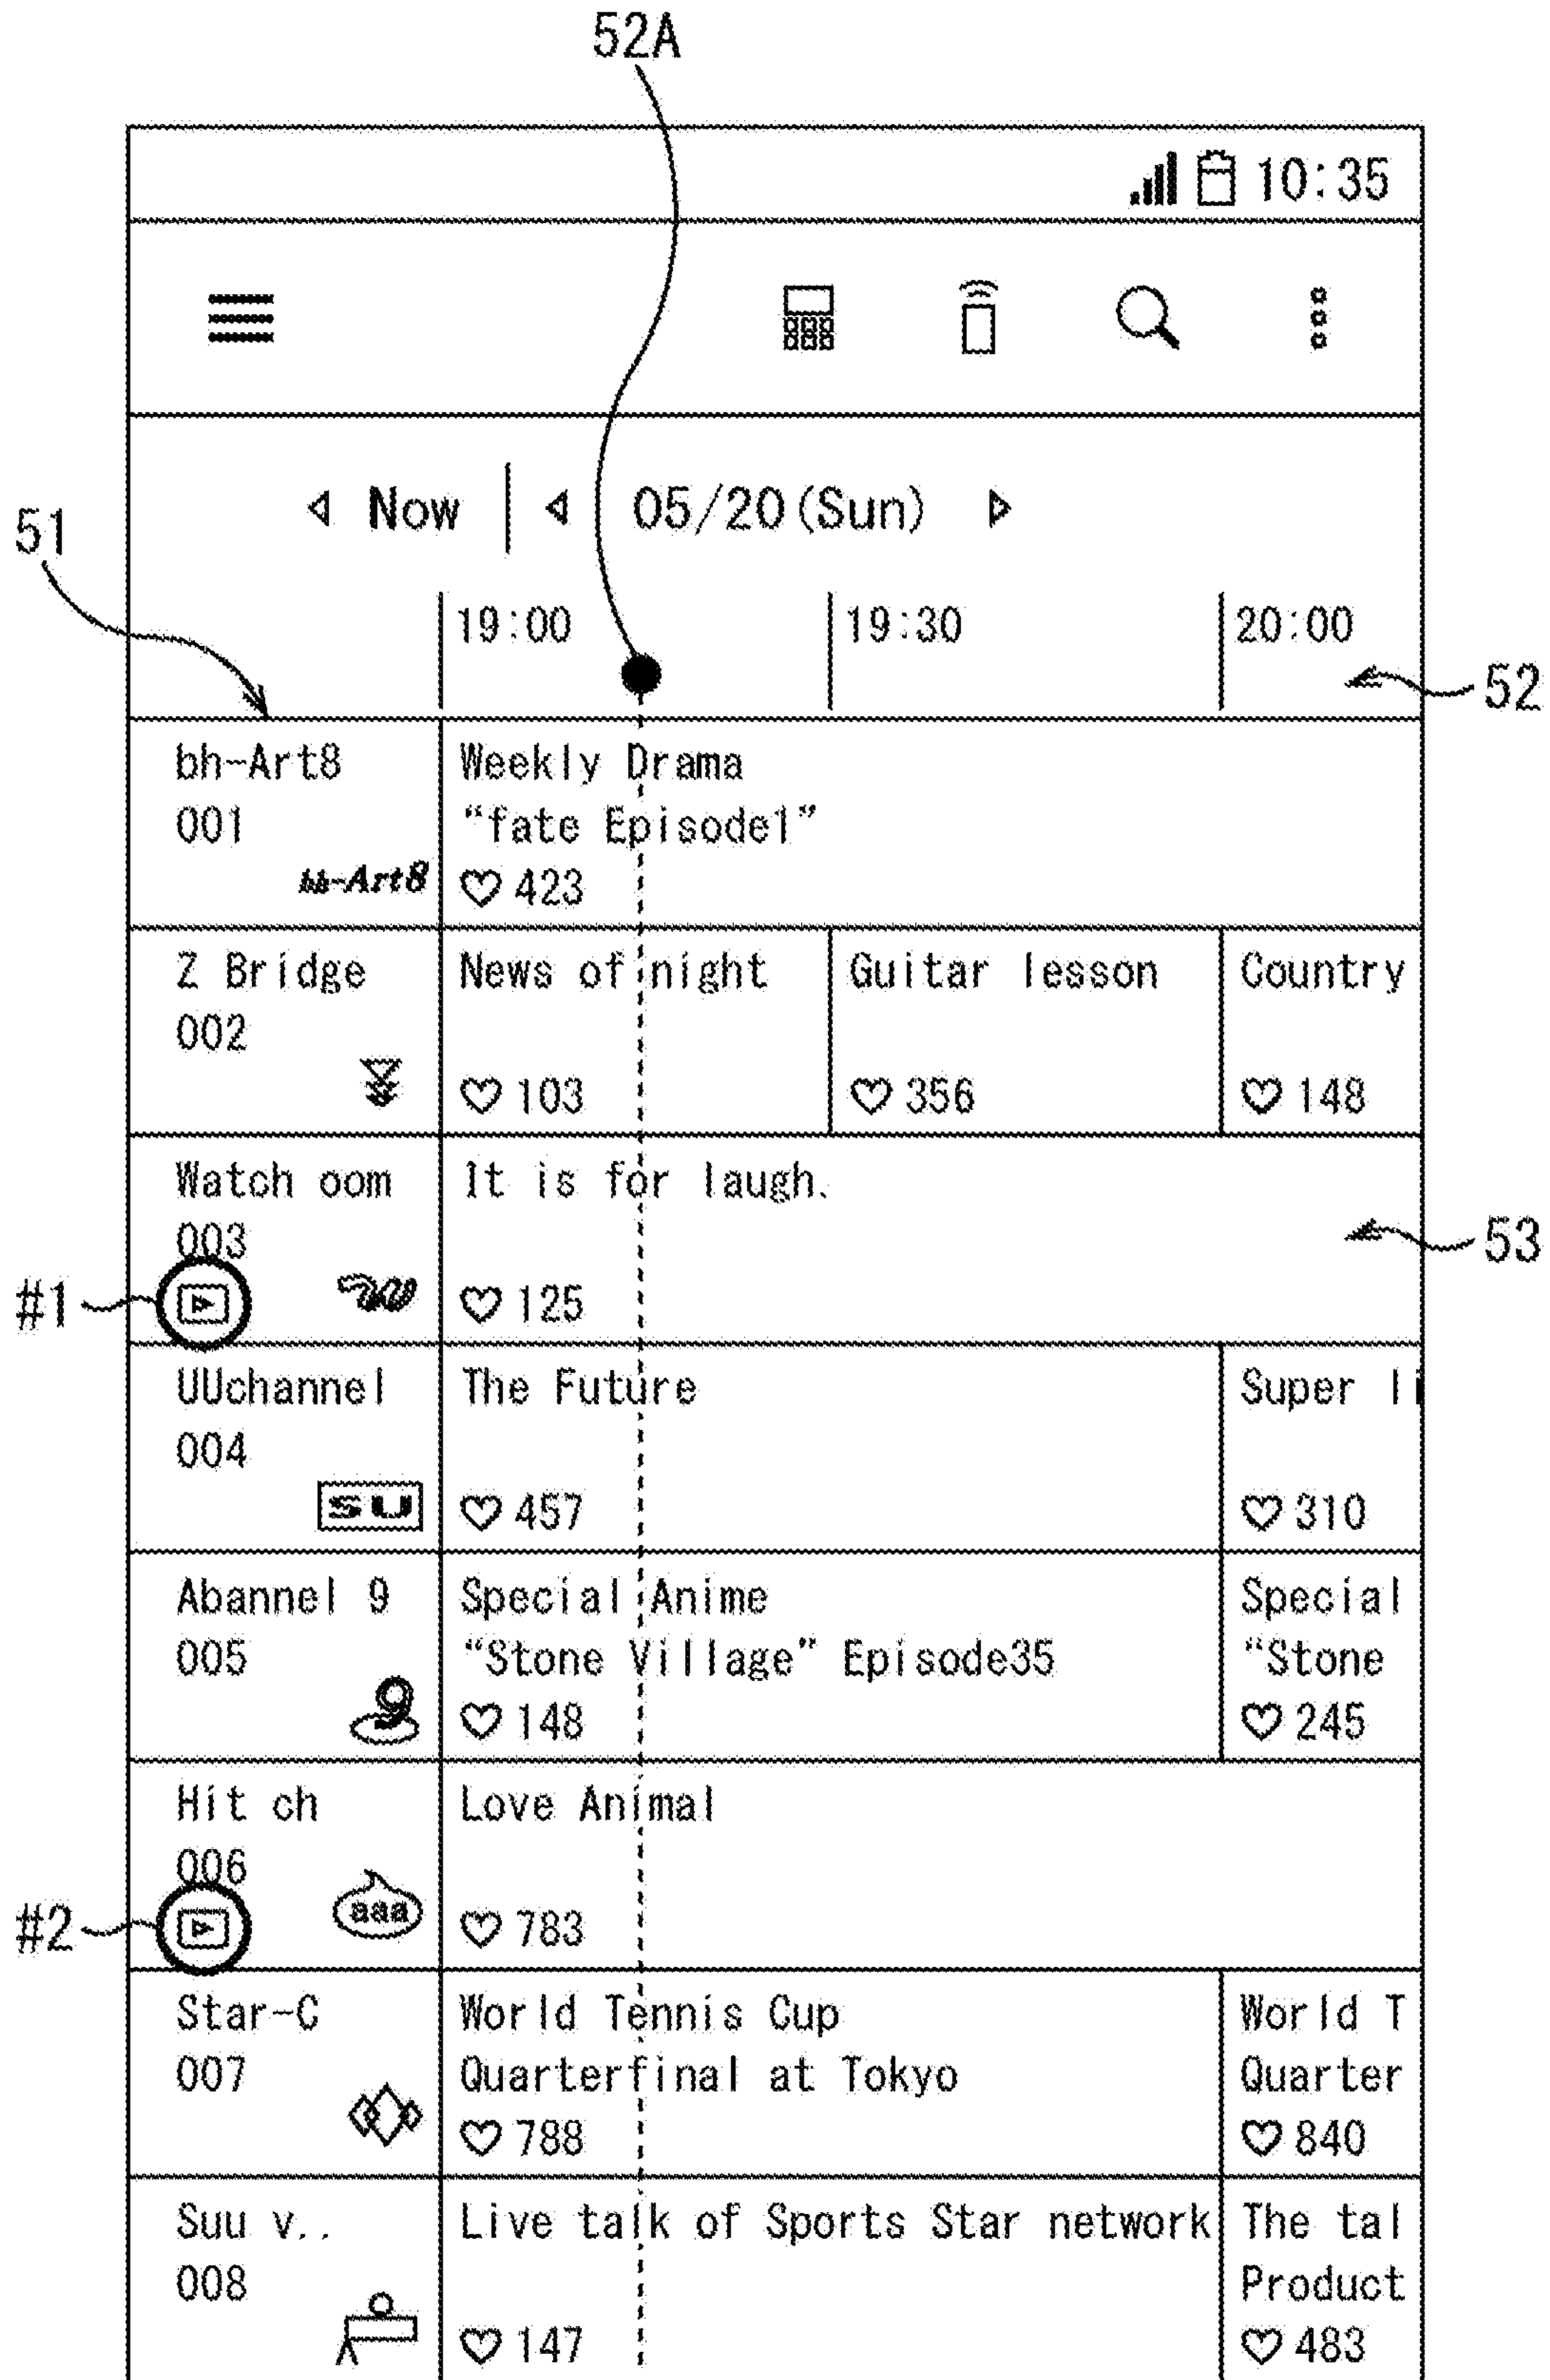 52A
10:35
Now 05/20(Sun)
51
19:00 19:30 20:00
52
bh-Art8 Weekly Drama
001 “fate Episode1”
bh-Art8 ♡ 423
Z Bridge News of night Guitar lesson Country
002
♡ 103 ♡ 356 ♡ 148
Watch oom It is for laugh.
003
53
#1 ♡ 125
UUchannel The Future Super li
004
SU ♡ 457 ♡ 310
Abannel 9 Special Anime Special
005 “Stone Village” Episode35 “Stone
9 ♡ 148 ♡ 245
Hit ch Love Animal
006
#2 aaa ♡ 783
Star-C World Tennis Cup World T
007 Quarterfinal at Tokyo Quarter
♡ 788 ♡ 840
Suu v.. Live talk of Sports Star network The tal
008 Product
♡ 147 ♡ 483